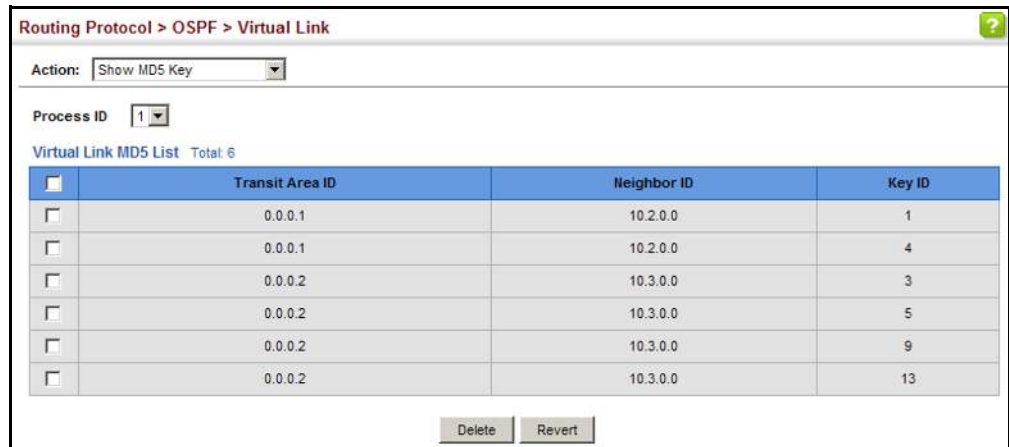 Routing Protocol > OSPF > Virtual Link
?
Action: Show MD5 Key
Process ID 1
Virtual Link MD5 List Total: 6
Transit Area ID Neighbor ID Key ID
0.0.0.1 10.2.0.0 1
0.0.0.1 10.2.0.0 4
0.0.0.2 10.3.0.0 3
0.0.0.2 10.3.0.0 5
0.0.0.2 10.3.0.0 9
0.0.0.2 10.3.0.0 13
Delete Revert